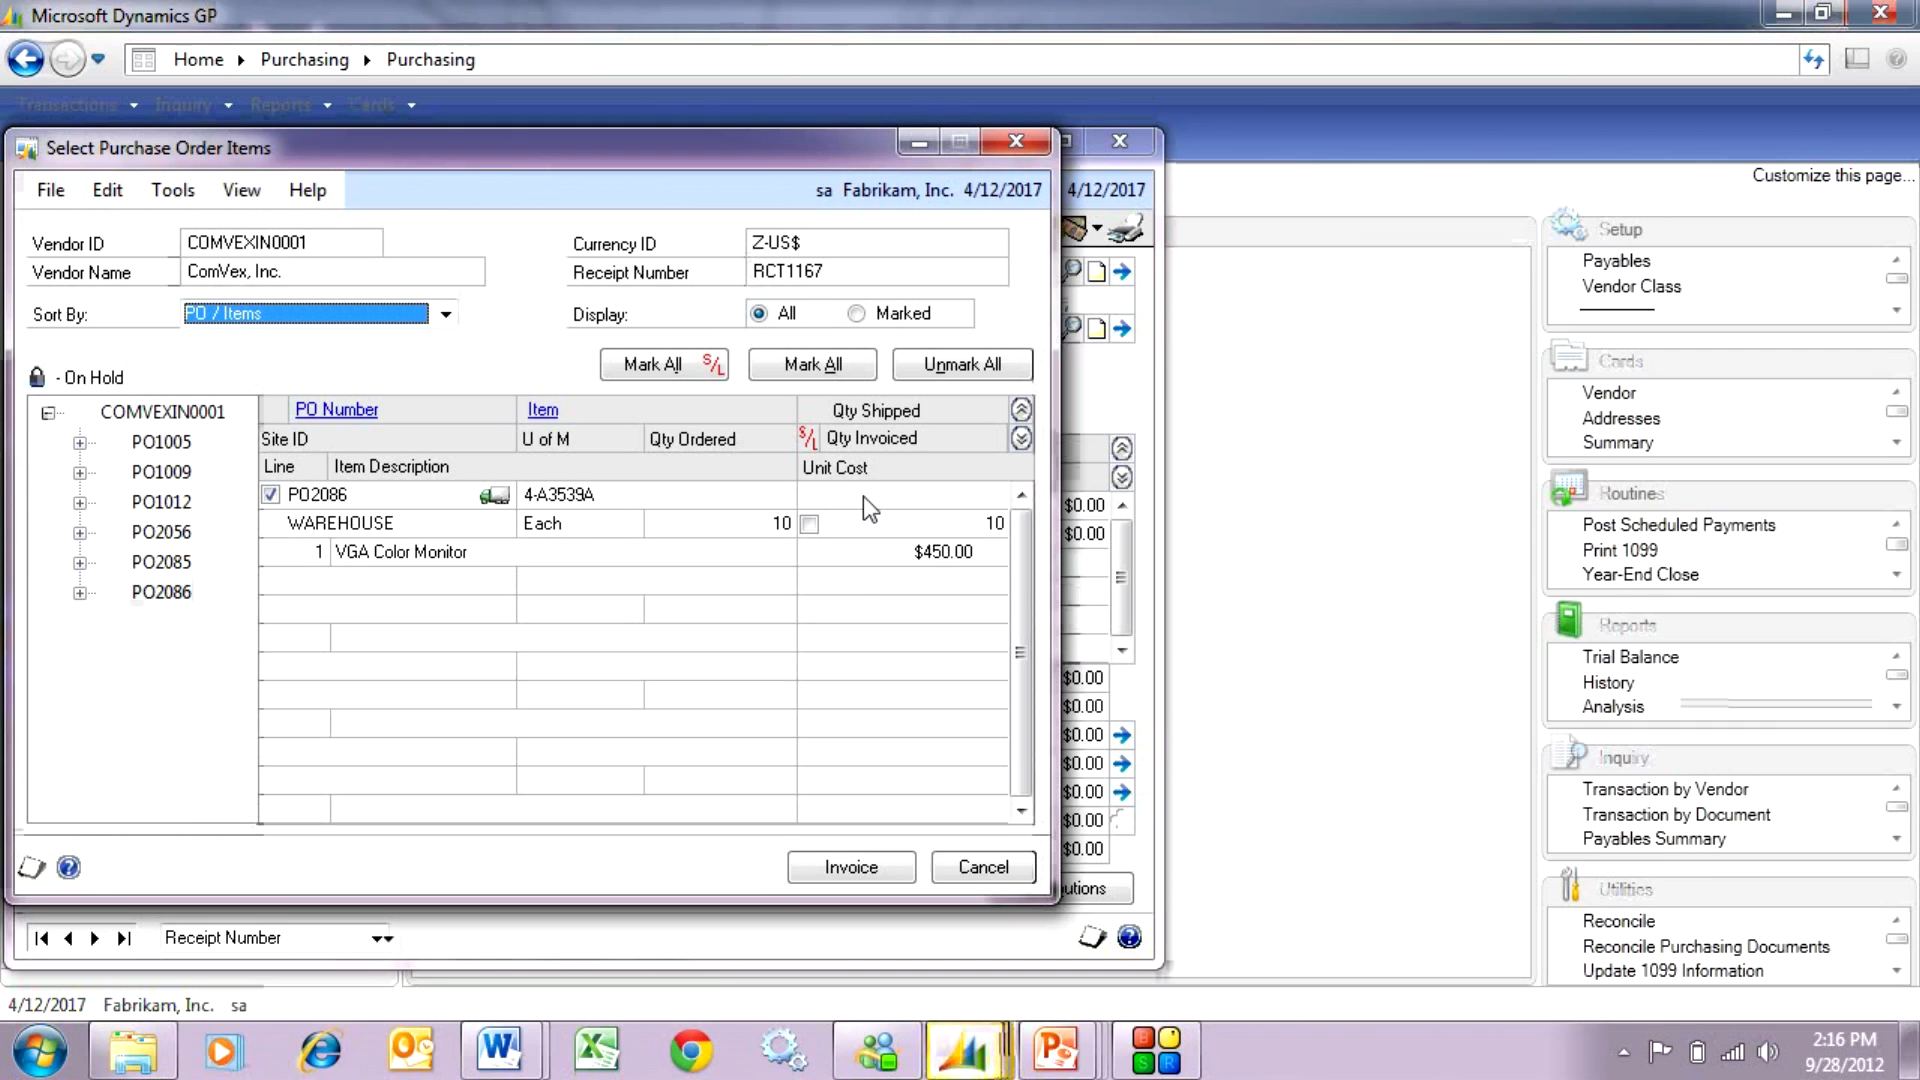 Microsoft Dynamics GP
Home Purchasing Purchasing
Transactions Inquiry Reports Cards
Select Purchase Order Items
File Edit Tools View Help
sa Fabrikam, Inc. 4/12/2017
4/12/2017
Customize this page...
Vendor ID COMVEXIN0001
Currency ID Z-US$
Vendor Name ComVex, Inc.
Receipt Number RCT1167
Sort By: PO / Items
Display: All Marked
Mark All S/L Mark All Unmark All
- On Hold
COMVEXIN0001
PO1005
PO1009
PO1012
PO2056
PO2085
PO2086
PO Number Item Qty Shipped
Site ID U of M Qty Ordered S/L Qty Invoiced
Line Item Description Unit Cost
PO2086 4-A3539A
WAREHOUSE Each 10 10
1 VGA Color Monitor $450.00
Invoice Cancel
$0.00
$0.00
$0.00
$0.00
$0.00
$0.00
$0.00
$0.00
$0.00
utions
Receipt Number
Setup
Payables
Vendor Class
Cards
Vendor
Addresses
Summary
Routines
Post Scheduled Payments
Print 1099
Year-End Close
Reports
Trial Balance
History
Analysis
Inquiry
Transaction by Vendor
Transaction by Document
Payables Summary
Utilities
Reconcile
Reconcile Purchasing Documents
Update 1099 Information
4/12/2017 Fabrikam, Inc. sa
2:16 PM
9/28/2012